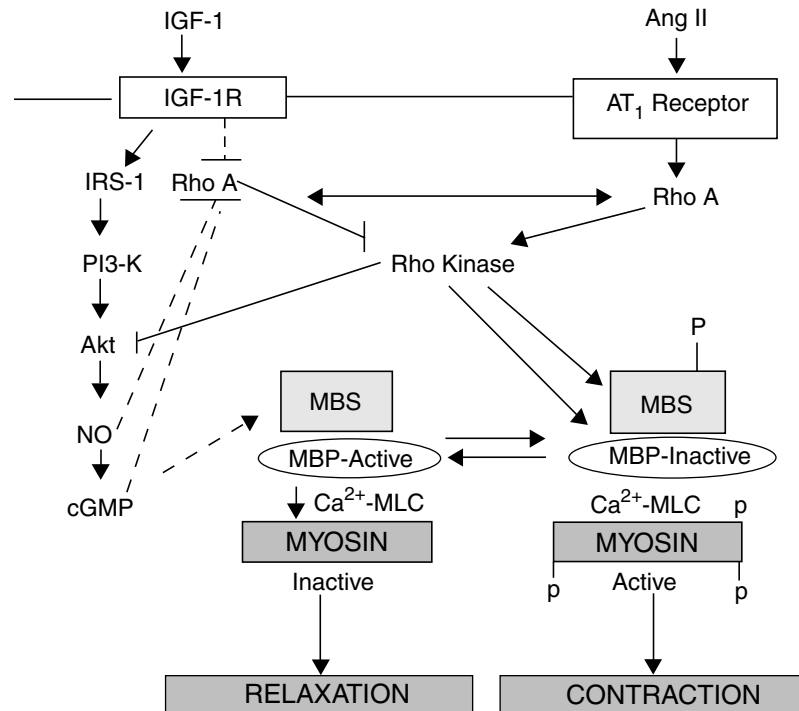 IGF-1
Ang II
IGF-1R
AT₁ Receptor
IRS-1
Rho A
Rho A
PI3-K
Rho Kinase
Akt
P
MBS
MBS
NO
MBP-Active
MBP-Inactive
cGMP
Ca²⁺-MLC
Ca²⁺-MLC
p
MYOSIN
MYOSIN
Inactive
p
Active
p
RELAXATION
CONTRACTION